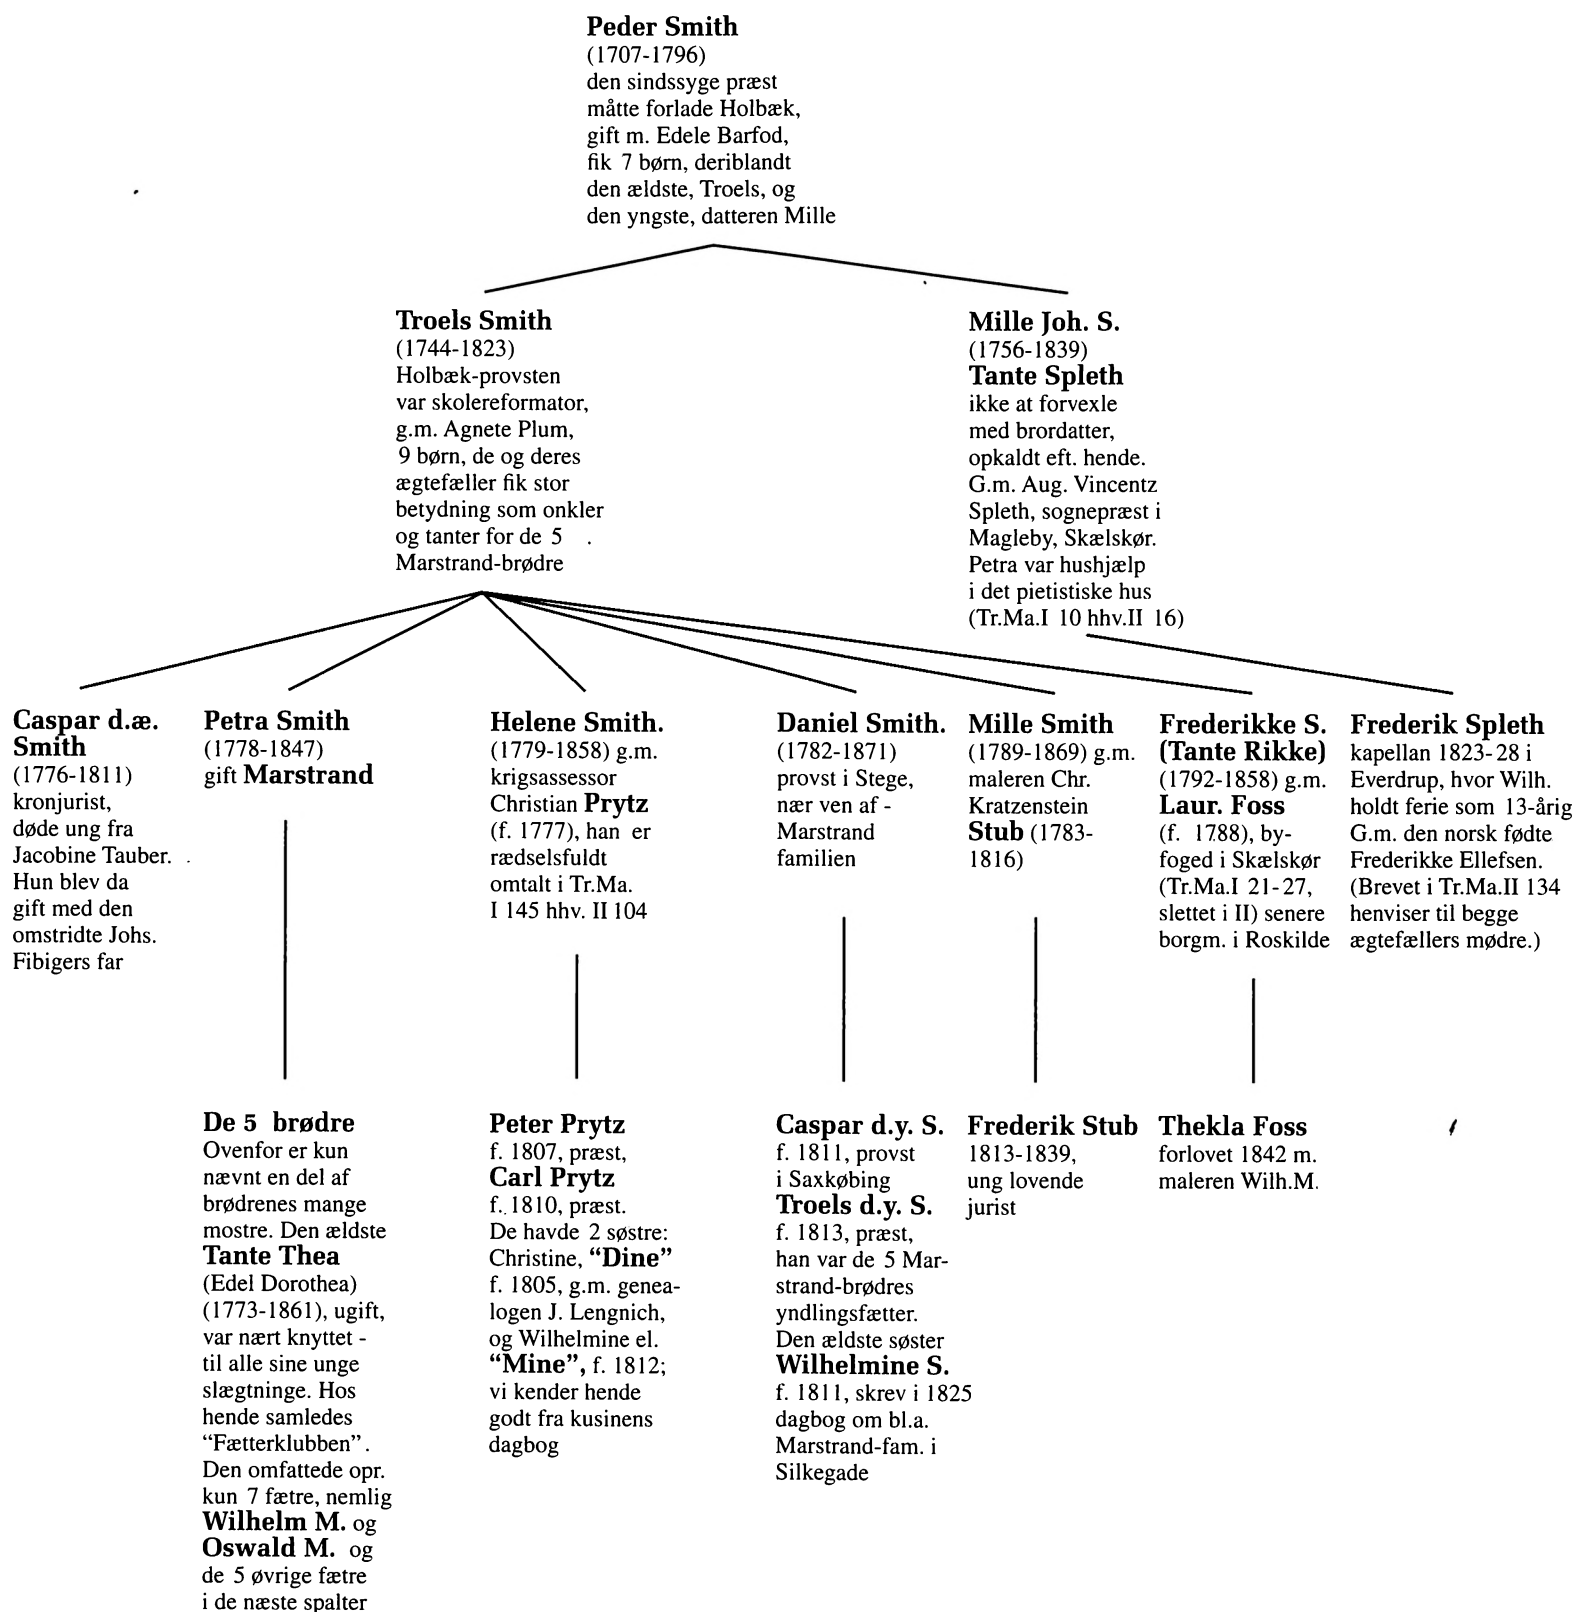 Peder Smith
(1707-1796)
den sindssyge præst
måtte forlade Holbæk,
gift m. Edele Barfod,
fik 7 børn, deriblandt
den ældste, Troels, og
den yngste, datteren Mille
Troels Smith
(1744-1823)
Holbæk-provsten
var skolereformator,
g.m. Agnete Plum,
9 børn, de og deres
ægtefæller fik stor
betydning som onkler
og tanter for de 5
Marstrand-brødre
Mille Joh. S.
(1756-1839)
Tante Spleth
ikke at forvexle
med brordatter,
opkaldt eft. hende.
G.m. Aug. Vincentz
Spleth, sognepræst i
Magleby, Skælskør.
Petra var hushjælp
i det pietistiske hus
(Tr.Ma.I 10 hhv.II 16)
Caspar d.æ.
Smith
(1776-1811)
kronjurist,
døde ung fra
Jacobine Tauber.
Hun blev da
gift med den
omstridte Johs.
Fibigers far
Petra Smith
(1778-1847)
gift Marstrand
Helene Smith.
(1779-1858) g.m.
krigsassessor
Christian Prytz
(f. 1777), han er
rædselsfuldt
omtalt i Tr.Ma.
I 145 hhv. II 104
Daniel Smith.
(1782-1871)
provst i Stege,
nær ven af -
Marstrand
familien
Mille Smith
(1789-1869) g.m.
maleren Chr.
Kratzenstein
Stub (1783-
1816)
Frederikke S.
(Tante Rikke)
(1792-1858) g.m.
Laur. Foss
(f. 1788), by-
foged i Skælskør
(Tr.Ma.I 21-27,
slettet i II) senere
borgm. i Roskilde
Frederik Spleth
kapellan 1823-28 i
Everdrup, hvor Wilh.
holdt ferie som 13-årig
G.m. den norsk fødte
Frederikke Ellefsen.
(Brevet i Tr.Ma.II 134
henviser til begge
ægtefællers mødre.)
De 5 brødre
Ovenfor er kun
nævnt en del af
brødrenes mange
mostre. Den ældste
Tante Thea
(Edel Dorothea)
(1773-1861), ugift,
var nært knyttet -
til alle sine unge
slægtninge. Hos
hende samledes
“Fætterklubben”.
Den omfattede opr.
kun 7 fætre, nemlig
Wilhelm M. og
Oswald M. og
de 5 øvrige fætre
i de næste spalter
Peter Prytz
f. 1807, præst,
Carl Prytz
f. 1810, præst.
De havde 2 søstre:
Christine, “Dine”
f. 1805, g.m. genea-
logen J. Lengnich,
og Wilhelmine el.
“Mine”, f. 1812;
vi kender hende
godt fra kusinens
dagbog
Caspar d.y. S.
f. 1811, provst
i Saxkøbing
Troels d.y. S.
f. 1813, præst,
han var de 5 Mar-
strand-brødres
yndlingsfætter.
Den ældste søster
Wilhelmine S.
f. 1811, skrev i 1825
dagbog om bl.a.
Marstrand-fam. i
Silkegade
Frederik Stub
1813-1839,
ung lovende
jurist
Thekla Foss
forlovet 1842 m.
maleren Wilh.M.